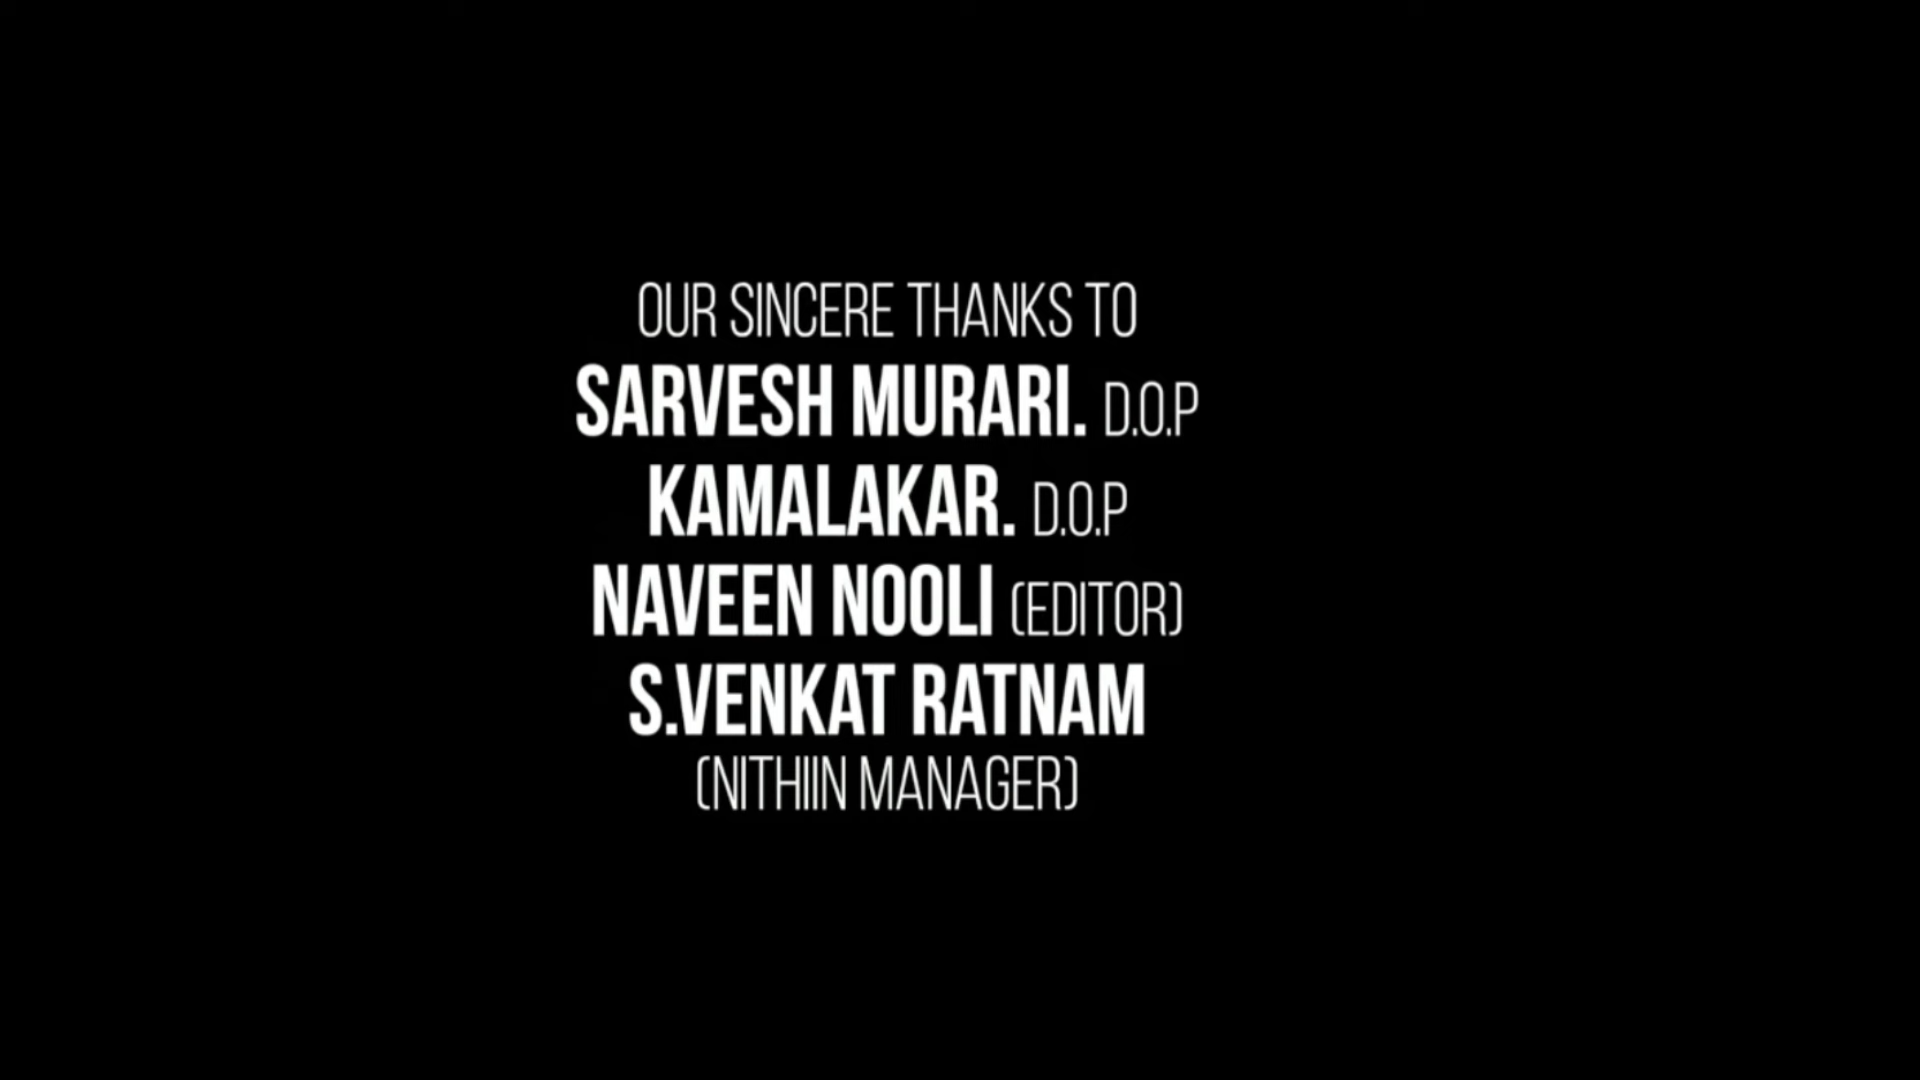 OUR SINCERE THANKS TO
SARVESH MURARI. D.O.P
KAMALAKAR. D.O.P
NAVEEN NOOLI (EDITOR)
S.VENKAT RATNAM
(NITHIIN MANAGER)